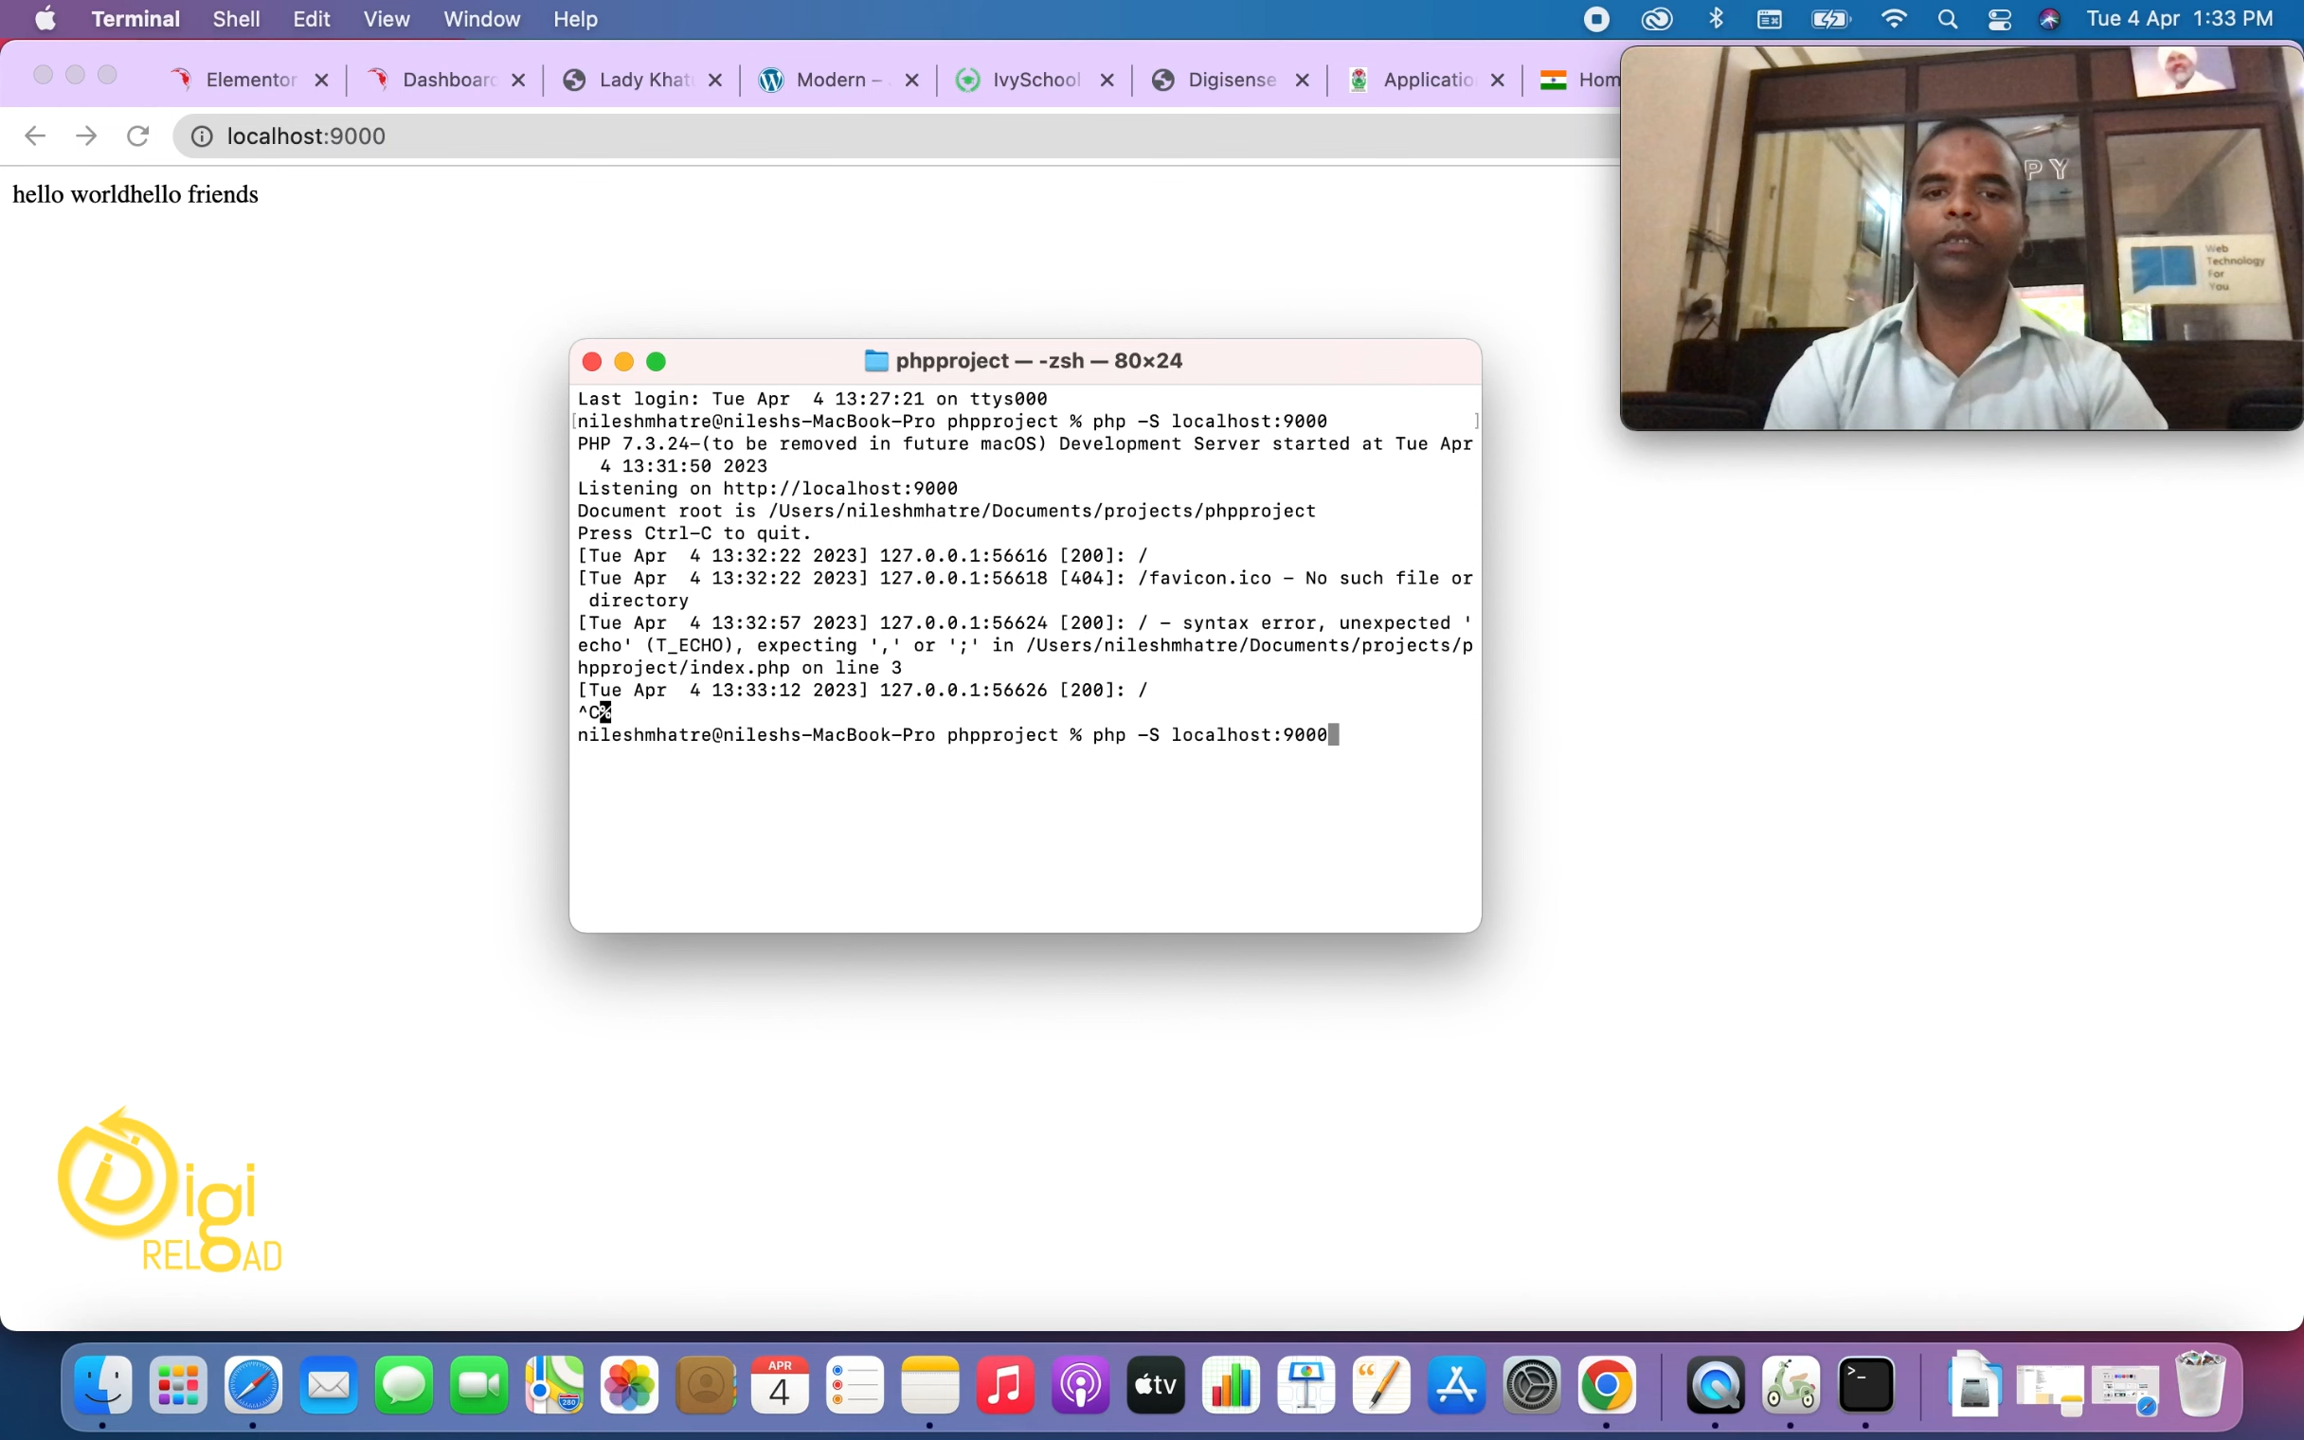 Terminal Shell Edit View Window Help Tue 4 Apr 1:33 PM
Elementor Dashboard Lady Khat Modern – IvySchool Digisense Applicatio Hom
localhost:9000
hello worldhello friends
PY
Web
Technology
For
You
phpproject — -zsh — 80×24
Last login: Tue Apr  4 13:27:21 on ttys000
[nileshmhatre@nileshs-MacBook-Pro phpproject % php -S localhost:9000 ]
PHP 7.3.24-(to be removed in future macOS) Development Server started at Tue Apr
  4 13:31:50 2023
Listening on http://localhost:9000
Document root is /Users/nileshmhatre/Documents/projects/phpproject
Press Ctrl-C to quit.
[Tue Apr  4 13:32:22 2023] 127.0.0.1:56616 [200]: /
[Tue Apr  4 13:32:22 2023] 127.0.0.1:56618 [404]: /favicon.ico - No such file or
 directory
[Tue Apr  4 13:32:57 2023] 127.0.0.1:56624 [200]: / - syntax error, unexpected '
echo' (T_ECHO), expecting ',' or ';' in /Users/nileshmhatre/Documents/projects/p
hpproject/index.php on line 3
[Tue Apr  4 13:33:12 2023] 127.0.0.1:56626 [200]: /
^C%
nileshmhatre@nileshs-MacBook-Pro phpproject % php -S localhost:9000
Digi
RELOAD
280
APR
4
tv
>_